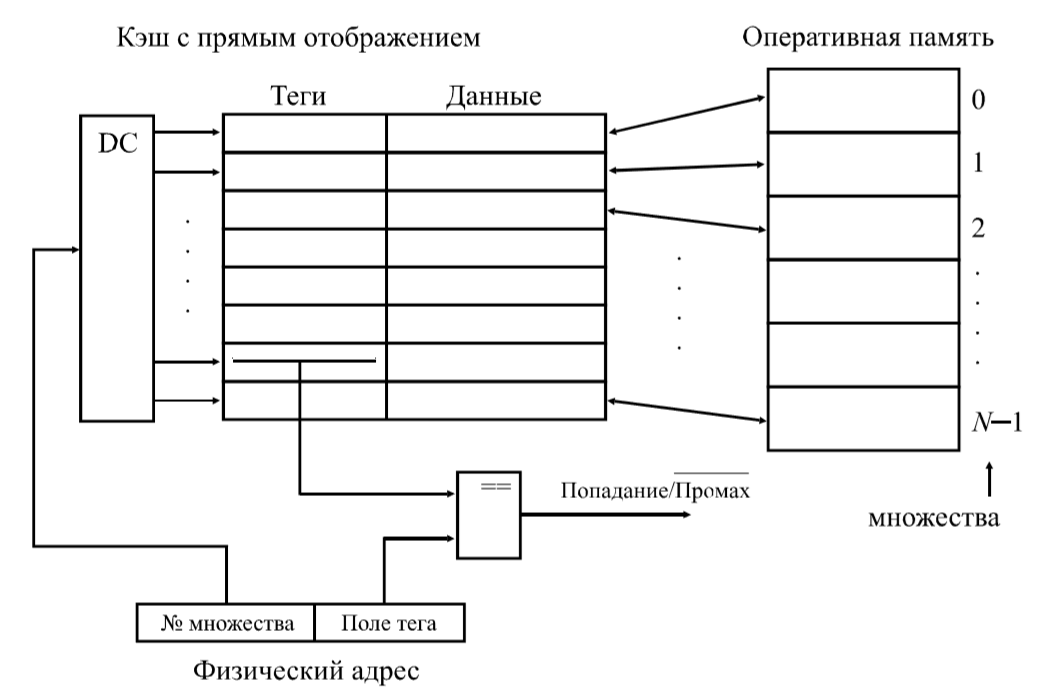 Кэш с прямым отображением
Оперативная память
Теги
Данные
DC
0
1
2
N−1
==
Попадание/Промах
множества
№ множества
Поле тега
Физический адрес